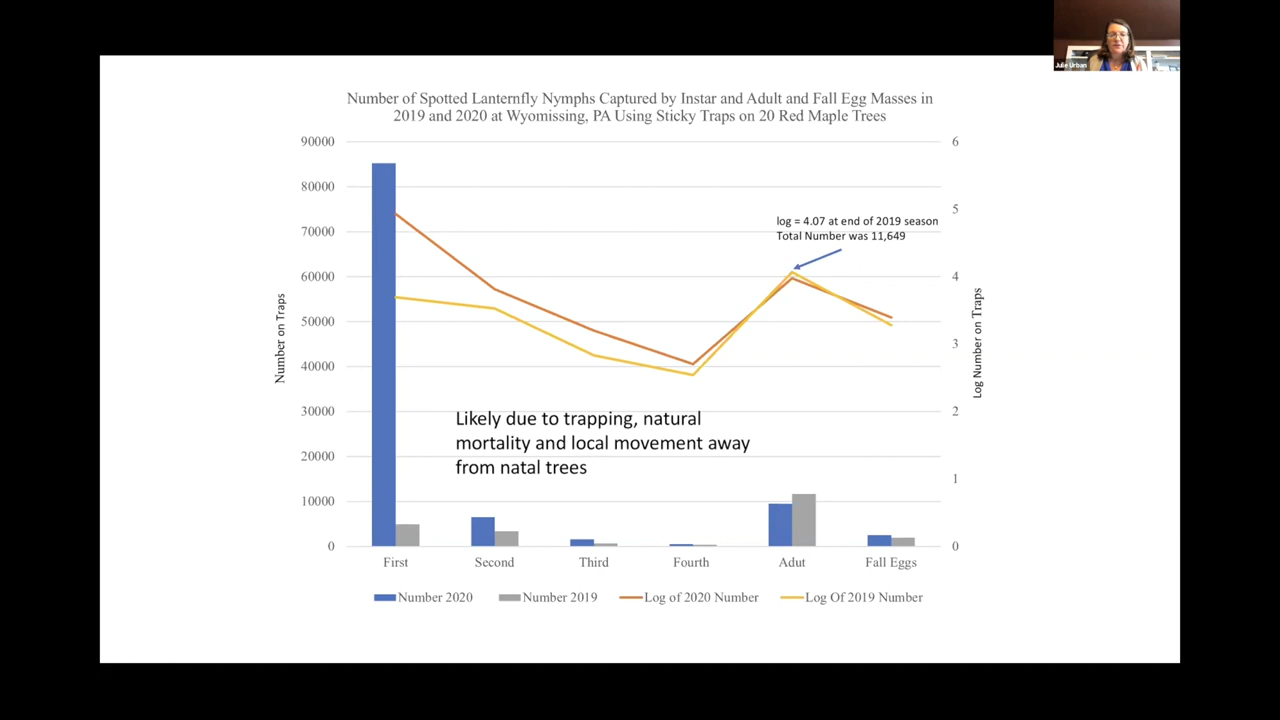 Julie Urban
Number of Spotted Lanternfly Nymphs Captured by Instar and Adult and Fall Egg Masses in
2019 and 2020 at Wyomissing, PA Using Sticky Traps on 20 Red Maple Trees
90000
80000
70000
60000
50000
40000
30000
20000
10000
0
Number on Traps
6
5
4
3
2
1
0
Log Number on Traps
log = 4.07 at end of 2019 season
Total Number was 11,649
Likely due to trapping, natural
mortality and local movement away
from natal trees
First Second Third Fourth Adut Fall Eggs
Number 2020 Number 2019 Log of 2020 Number Log Of 2019 Number